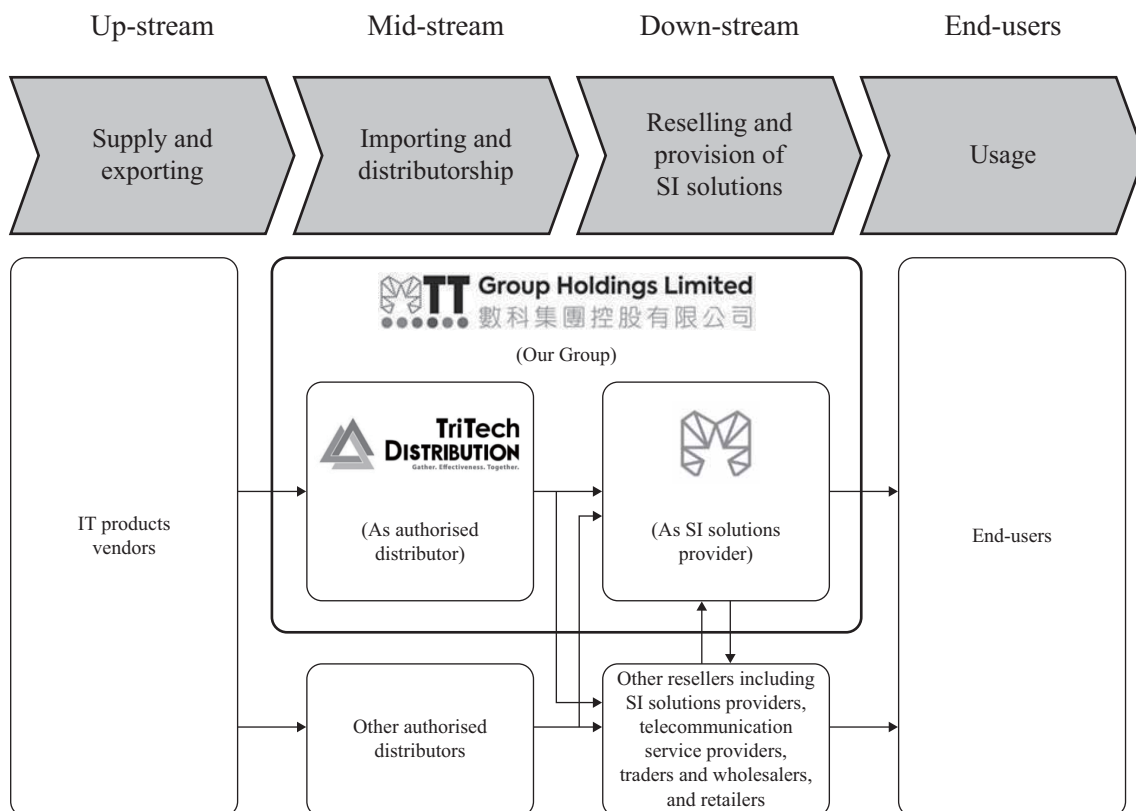 Up-stream
Mid-stream
Down-stream
End-users
Supply and
exporting
Importing and
distributorship
Reselling and
provision of
SI solutions
Usage
TT Group Holdings Limited
數科集團控股有限公司
(Our Group)
TriTech
DISTRIBUTION
Gather. Effectiveness. Together.
IT products
vendors
(As authorised
distributor)
(As SI solutions
provider)
End-users
Other authorised
distributors
Other resellers including
SI solutions providers,
telecommunication
service providers,
traders and wholesalers,
and retailers